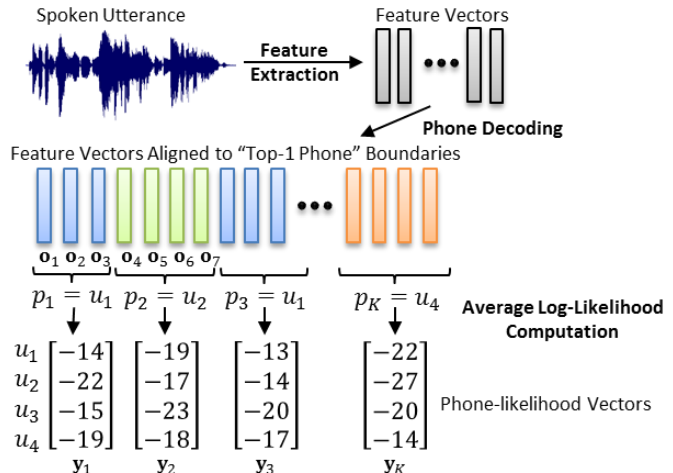 Spoken Utterance
Feature Vectors
Feature
Extraction
Phone Decoding
Feature Vectors Aligned to “Top-1 Phone” Boundaries
o₁ o₂ o₃ o₄ o₅ o₆ o₇
p₁ = u₁ p₂ = u₂ p₃ = u₁ p_K = u₄
Average Log-Likelihood
Computation
u₁ [−14] [−19] [−13] [−22]
u₂ [−22] [−17] [−14] [−27]
u₃ [−15] [−23] [−20] [−20]
u₄ [−19] [−18] [−17] [−14]
Phone-likelihood Vectors
y₁ y₂ y₃ y_K